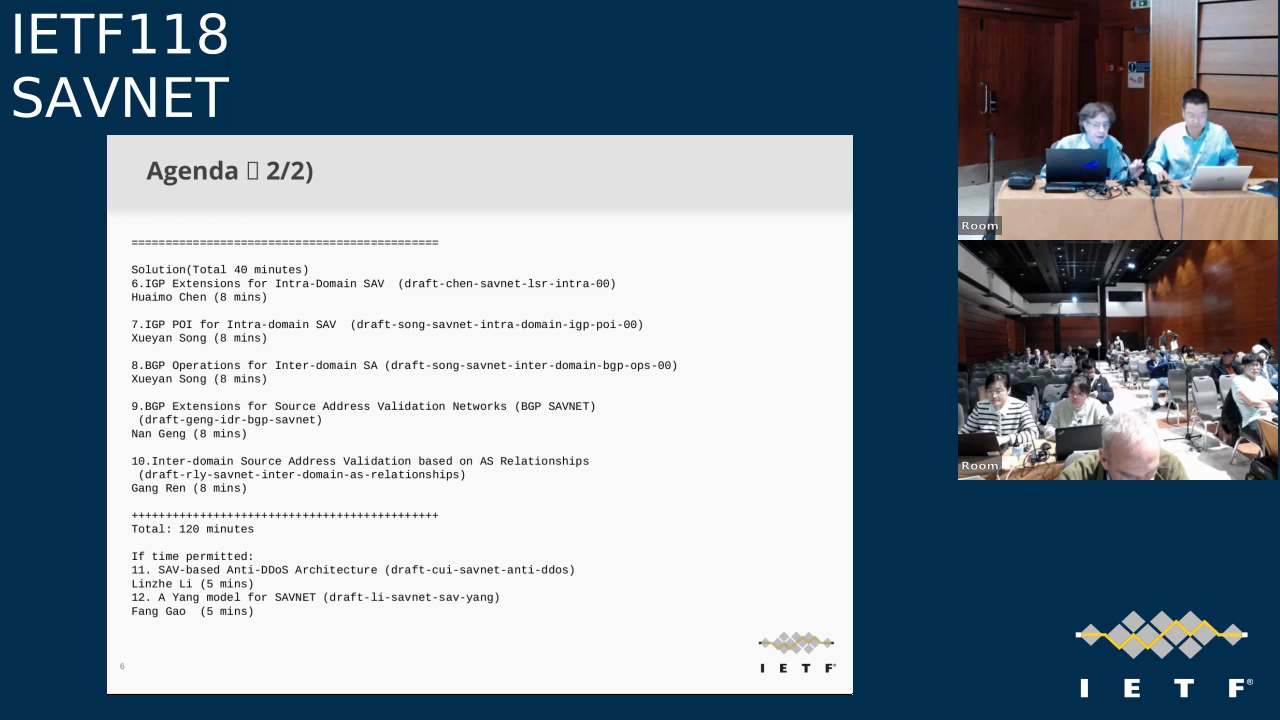 IETF118
SAVNET
Agenda 2/2)
=============================================
Solution(Total 40 minutes)
6.IGP Extensions for Intra-Domain SAV  (draft-chen-savnet-lsr-intra-00)
Huaimo Chen (8 mins)
7.IGP POI for Intra-domain SAV  (draft-song-savnet-intra-domain-igp-poi-00)
Xueyan Song (8 mins)
8.BGP Operations for Inter-domain SA (draft-song-savnet-inter-domain-bgp-ops-00)
Xueyan Song (8 mins)
9.BGP Extensions for Source Address Validation Networks (BGP SAVNET)
(draft-geng-idr-bgp-savnet)
Nan Geng (8 mins)
10.Inter-domain Source Address Validation based on AS Relationships
(draft-rly-savnet-inter-domain-as-relationships)
Gang Ren (8 mins)
+++++++++++++++++++++++++++++++++++++++++++++
Total: 120 minutes
If time permitted:
11. SAV-based Anti-DDoS Architecture (draft-cui-savnet-anti-ddos)
Linzhe Li (5 mins)
12. A Yang model for SAVNET (draft-li-savnet-sav-yang)
Fang Gao  (5 mins)
6
I E T F®
Room
Room
I E T F®